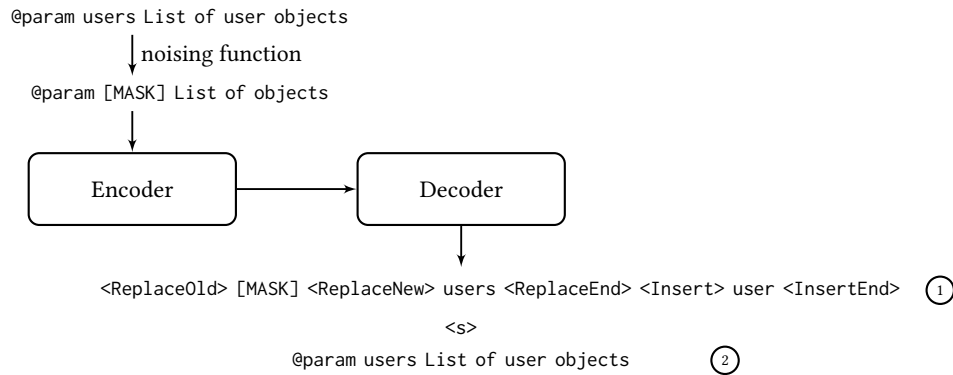 @param users List of user objects
noising function
@param [MASK] List of objects
Encoder
Decoder
<ReplaceOld> [MASK] <ReplaceNew> users <ReplaceEnd> <Insert> user <InsertEnd> 1
<s>
@param users List of user objects 2